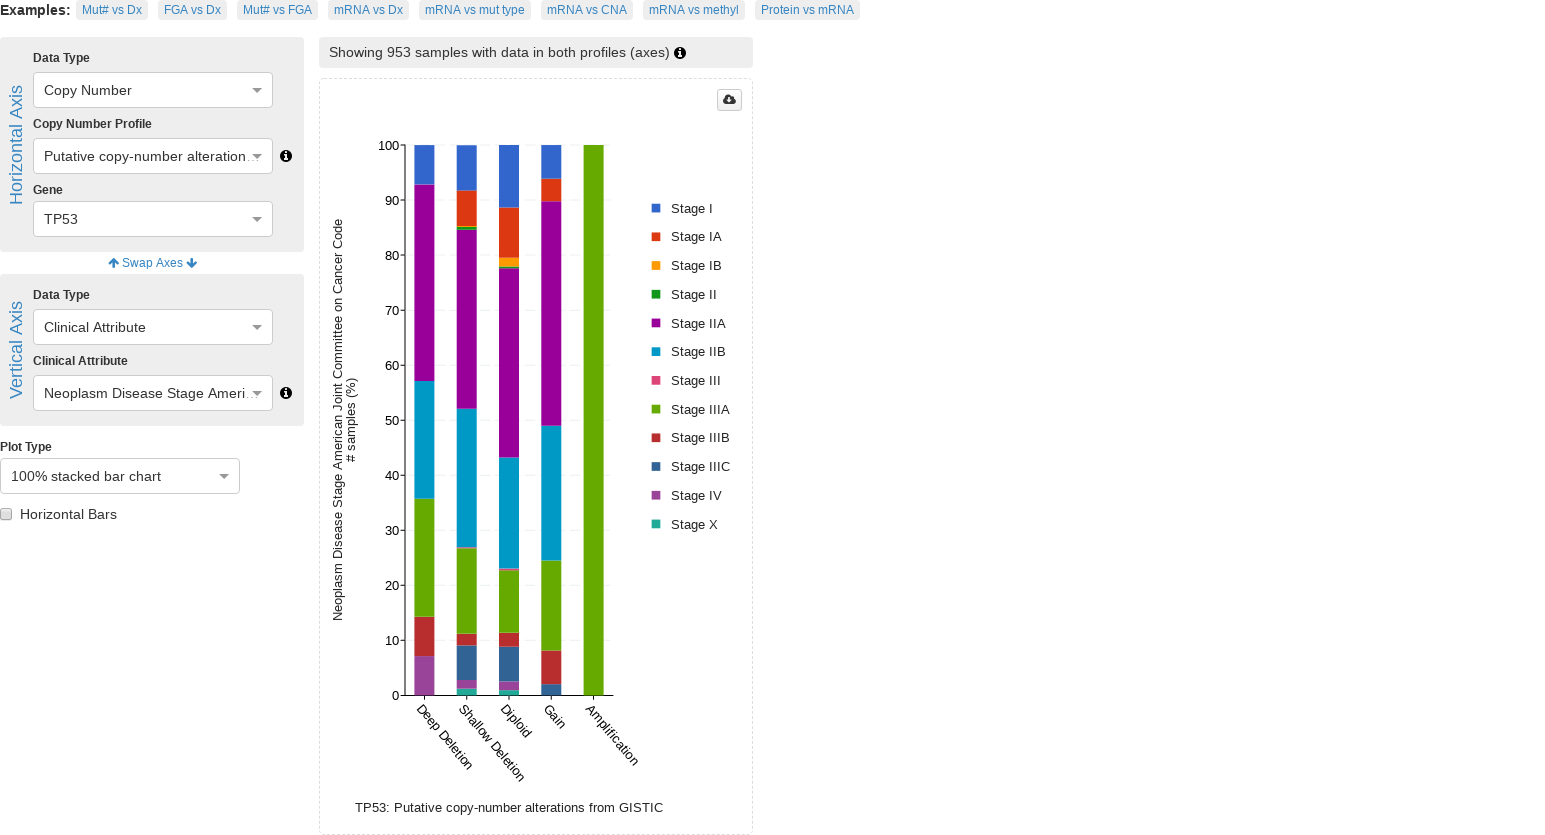 Examples: Mut# vs Dx FGA vs Dx Mut# vs FGA mRNA vs Dx mRNA vs mut type mRNA vs CNA mRNA vs methyl Protein vs mRNA
Horizontal Axis
Data Type
Copy Number
Copy Number Profile
Putative copy-number alteration...
Gene
TP53
Swap Axes
Vertical Axis
Data Type
Clinical Attribute
Clinical Attribute
Neoplasm Disease Stage Ameri...
Plot Type
100% stacked bar chart
Horizontal Bars
Showing 953 samples with data in both profiles (axes)
Neoplasm Disease Stage American Joint Committee on Cancer Code
# samples (%)
100
90
80
70
60
50
40
30
20
10
0
Deep Deletion
Shallow Deletion
Diploid
Gain
Amplification
TP53: Putative copy-number alterations from GISTIC
Stage I
Stage IA
Stage IB
Stage II
Stage IIA
Stage IIB
Stage III
Stage IIIA
Stage IIIB
Stage IIIC
Stage IV
Stage X